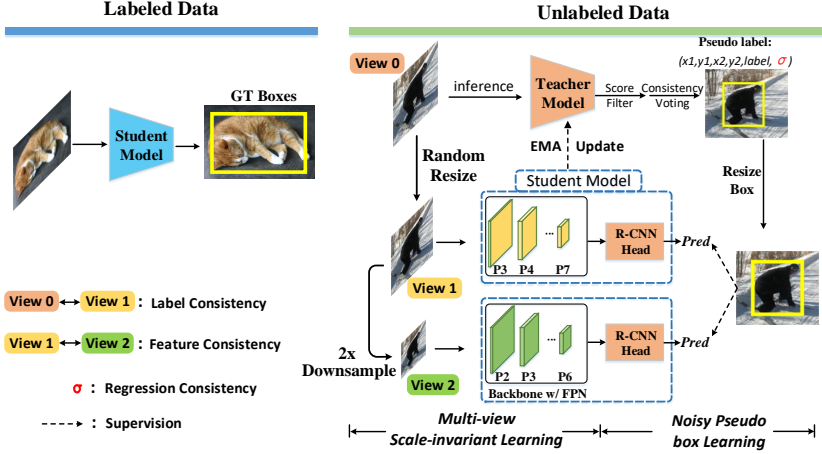 Labeled Data
Unlabeled Data
GT Boxes
Student
Model
View 0
inference
Teacher
Model
Score
Filter
Consistency
Voting
Pseudo label:
(x1,y1,x2,y2,label, σ )
Random
Resize
EMA Update
Resize
Box
Student Model
P3 P4 ... P7
R-CNN
Head
Pred
View 1
2x
Downsample
View 2
P2 P3 ... P6
Backbone w/ FPN
R-CNN
Head
Pred
View 0 View 1 : Label Consistency
View 1 View 2 : Feature Consistency
σ : Regression Consistency
: Supervision
Multi-view
Scale-invariant Learning
Noisy Pseudo
box Learning